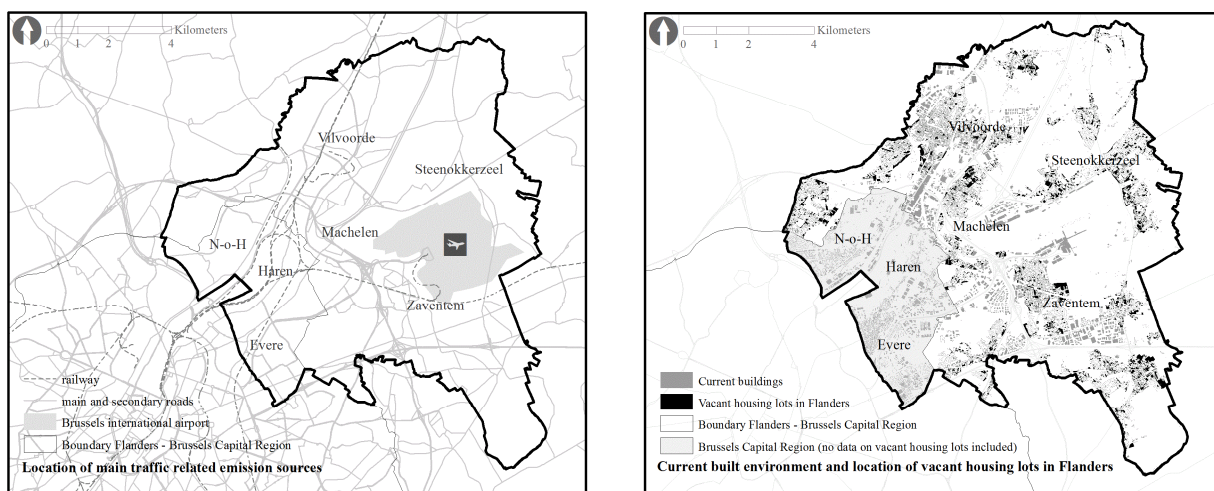 Kilometers
0 1 2 4
Vilvoorde
Steenokkerzeel
N-o-H
Machelen
Haren
Zaventem
Evere
railway
main and secondary roads
Brussels international airport
Boundary Flanders - Brussels Capital Region
Location of main traffic related emission sources
Kilometers
0 1 2 4
Vilvoorde
Steenokkerzeel
Machelen
N-o-H
Haren
Zaventem
Evere
Current buildings
Vacant housing lots in Flanders
Boundary Flanders - Brussels Capital Region
Brussels Capital Region (no data on vacant housing lots included)
Current built environment and location of vacant housing lots in Flanders